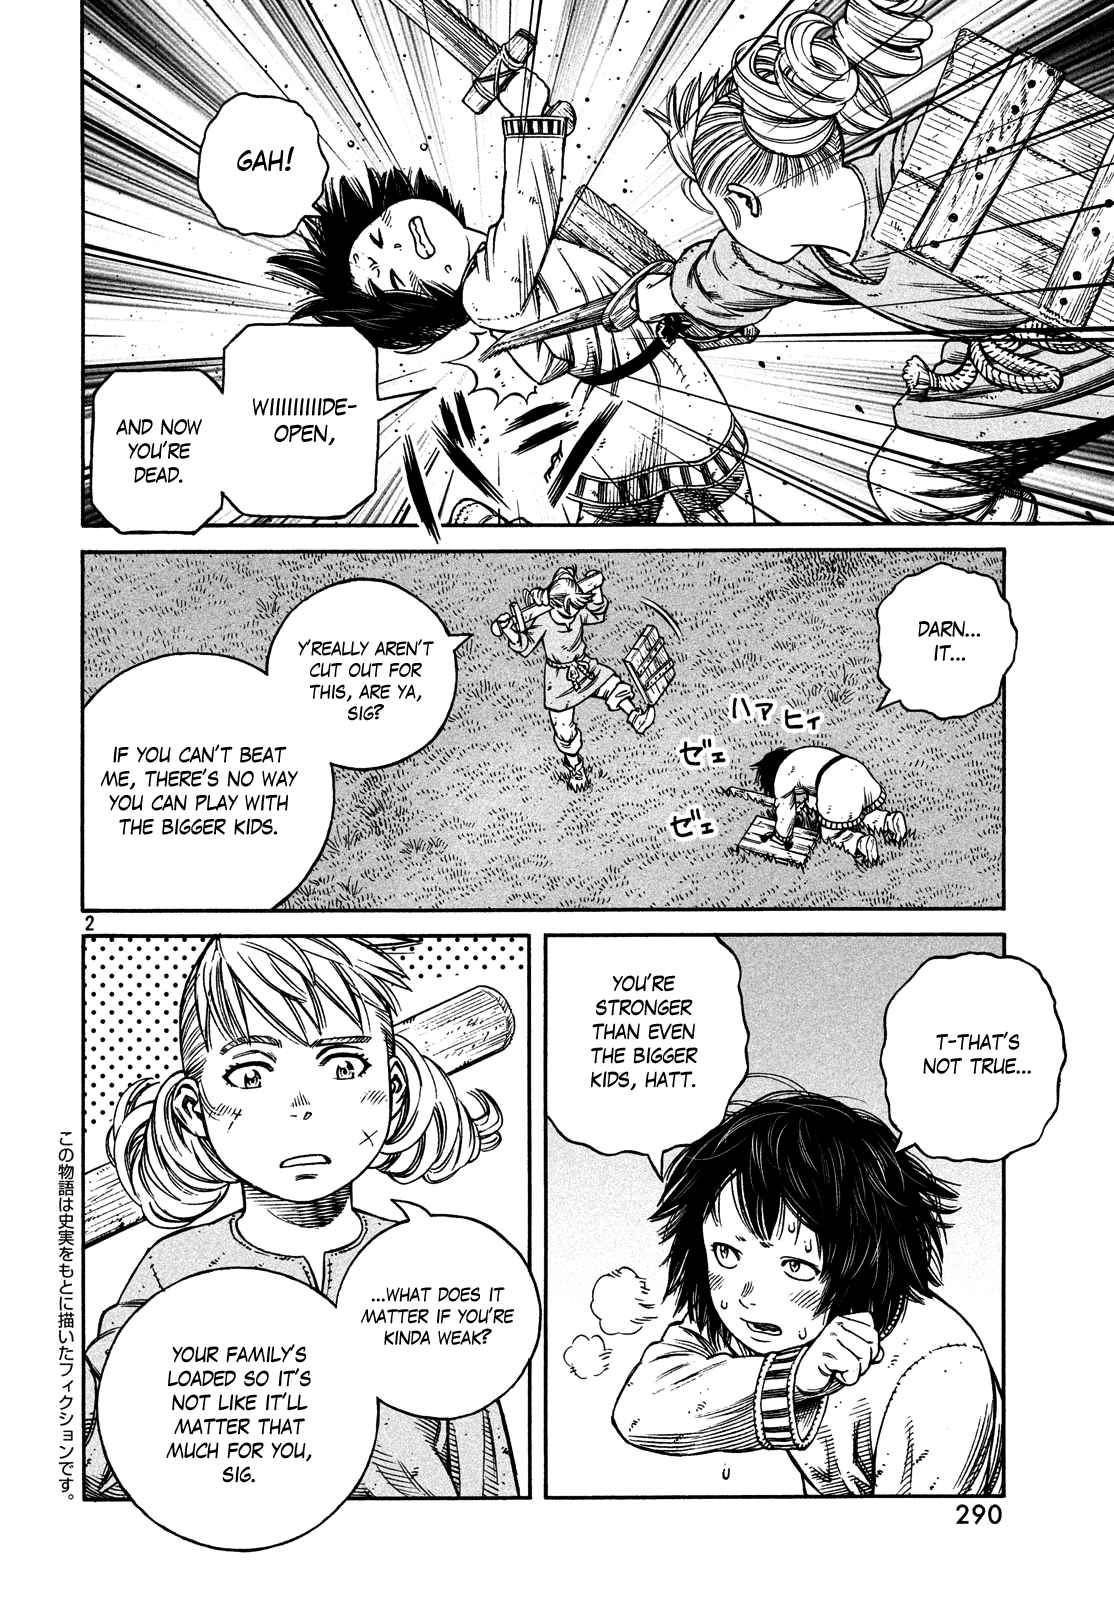 GAH!
WIIIIIIIIIIDE-
OPEN,
AND NOW
YOU'RE
DEAD.
DARN...
IT...
ハァヒィ
ゼェ
ゼェ
Y'REALLY AREN'T
CUT OUT FOR
THIS, ARE YA,
SIG?
IF YOU CAN'T BEAT
ME, THERE'S NO WAY
YOU CAN PLAY WITH
THE BIGGER KIDS.
2
T-THAT'S
NOT TRUE...
YOU'RE
STRONGER
THAN EVEN
THE BIGGER
KIDS, HATT.
...WHAT DOES IT
MATTER IF YOU'RE
KINDA WEAK?
YOUR FAMILY'S
LOADED SO IT'S
NOT LIKE IT'LL
MATTER THAT
MUCH FOR YOU,
SIG.
この物語は史実をもとに描いたフィクションです。
290